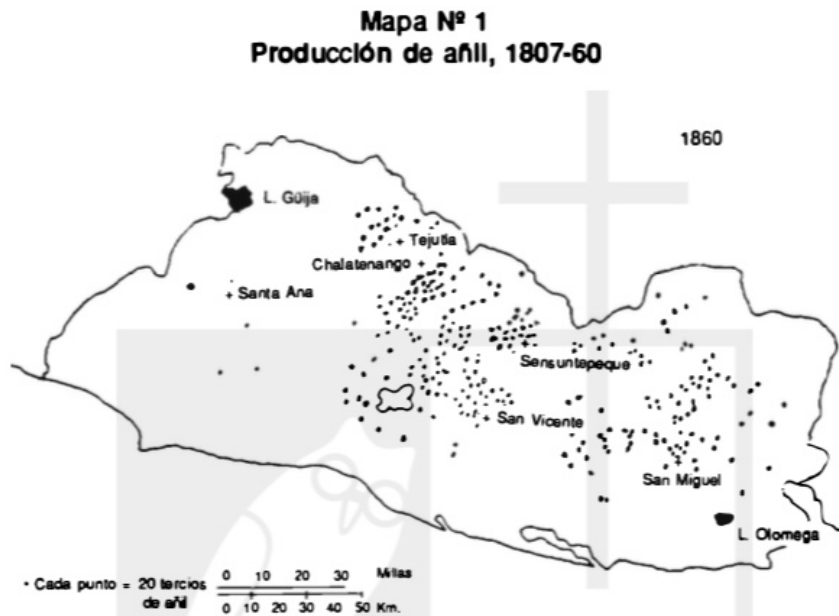 Mapa Nº 1
Producción de añil, 1807-60
1860
L. Güija
Tejutla
Chalatenango
Santa Ana
Sensuntepeque
San Vicente
San Miguel
L. Olomega
• Cada punto = 20 tercios
de añil
0 10 20 30 Millas
0 10 20 30 40 50 Km.